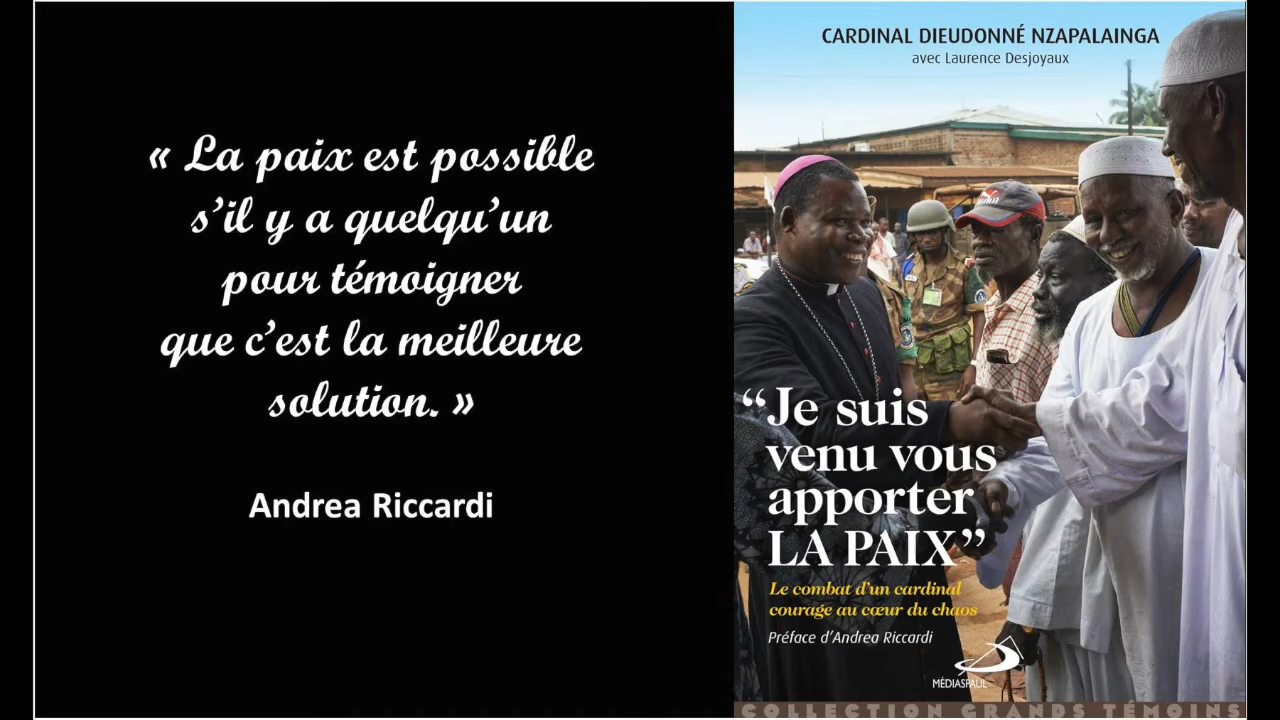 « La paix est possible
s’il y a quelqu’un
pour témoigner
que c’est la meilleure
solution. »
Andrea Riccardi
CARDINAL DIEUDONNÉ NZAPALAINGA
avec Laurence Desjoyaux
“Je suis
venu vous
apporter
LA PAIX”
Le combat d’un cardinal
courage au cœur du chaos
Préface d’Andrea Riccardi
MÉDIASPAUL
COLLECTION GRANDS TÉMOINS